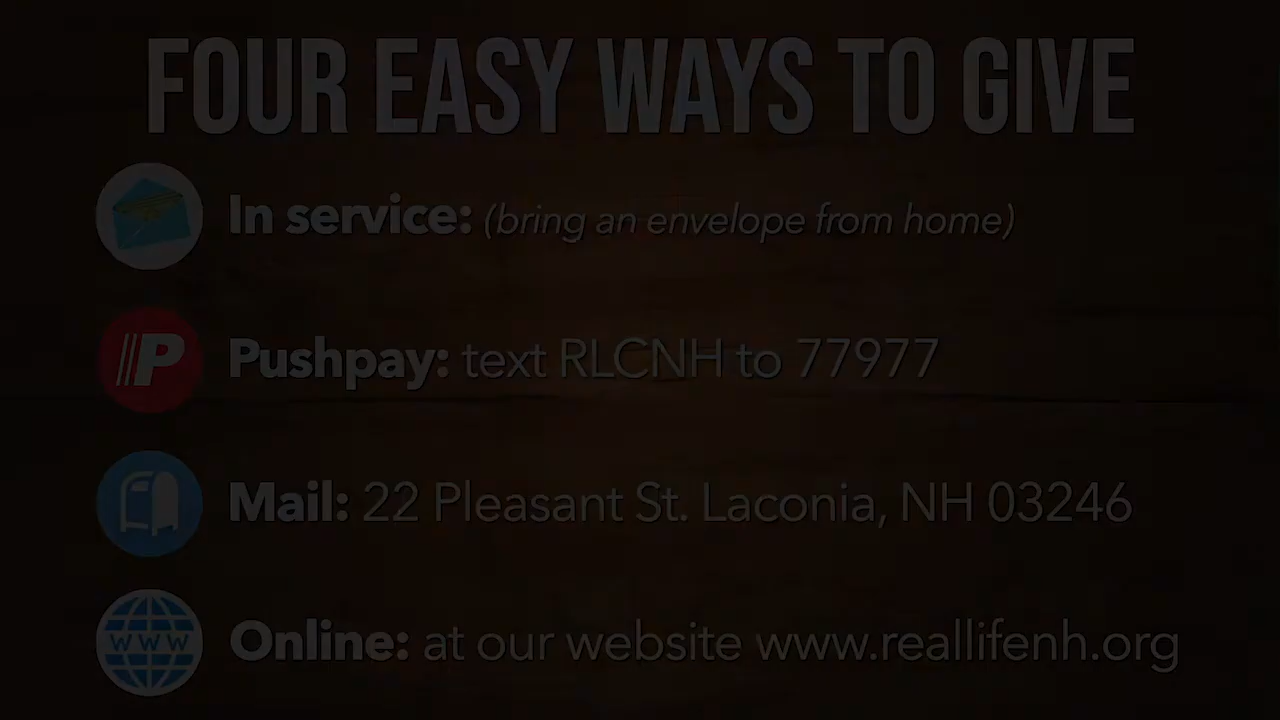 FOUR EASY WAYS TO GIVE
In service: (bring an envelope from home)
P
Pushpay: text RLCNH to 77977
Mail: 22 Pleasant St. Laconia, NH 03246
WWW
Online: at our website www.reallifenh.org